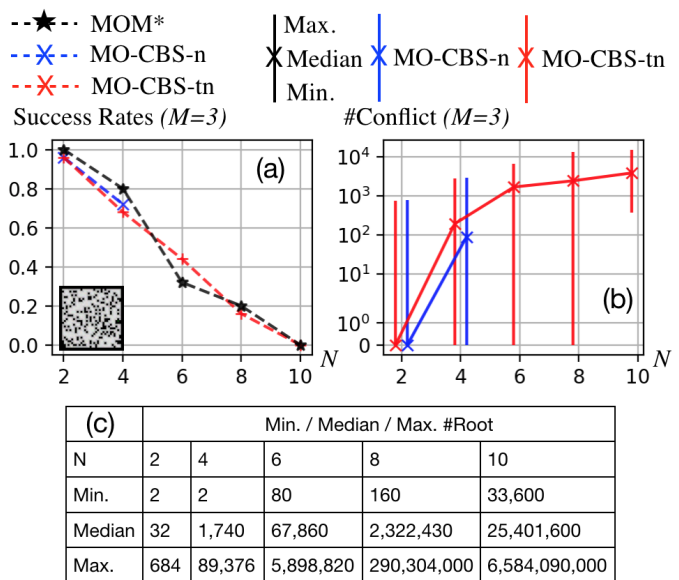 MOM* Max.
MO-CBS-n Median MO-CBS-n MO-CBS-tn
MO-CBS-tn Min.
Success Rates (M=3) #Conflict (M=3)
(a)
1.0
0.8
0.6
0.4
0.2
0.0
2 4 6 8 10 N
(b)
10^4
10^3
10^2
10^1
10^0
0
2 4 6 8 10 N
(c) Min. / Median / Max. #Root
N 2 4 6 8 10
Min. 2 2 80 160 33,600
Median 32 1,740 67,860 2,322,430 25,401,600
Max. 684 89,376 5,898,820 290,304,000 6,584,090,000